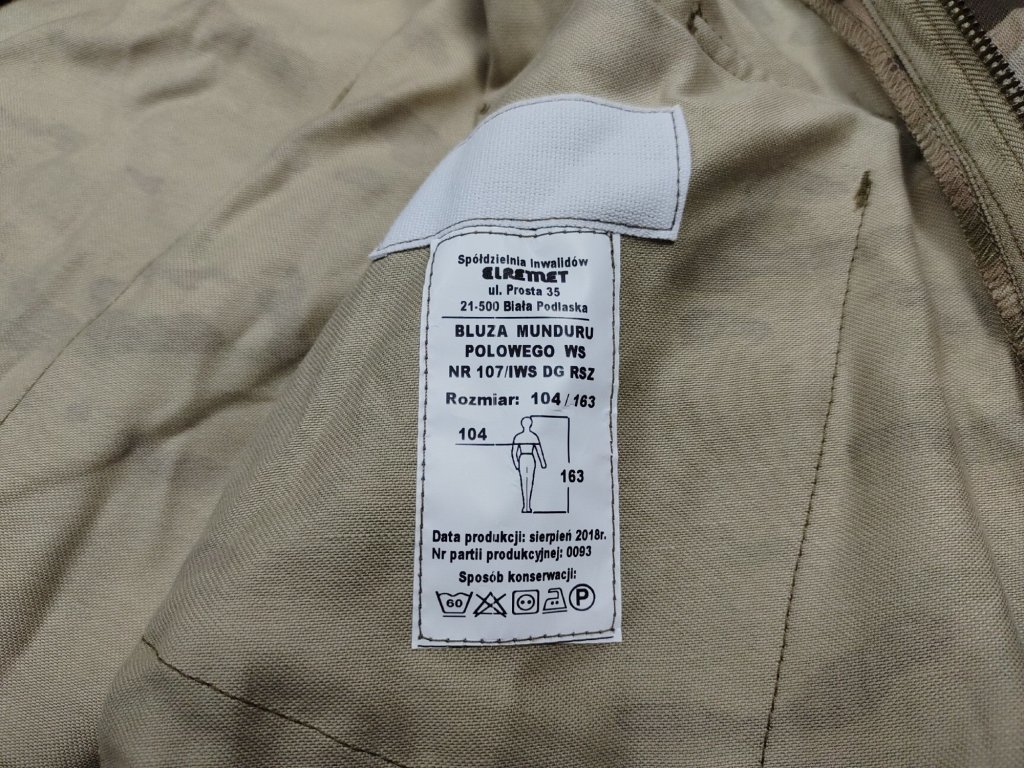 Spółdzielnia Inwalidów
ELREMET
ul. Prosta 35
21-500 Biała Podlaska
BLUZA MUNDURU
POLOWEGO WS
NR 107/IWS DG RSZ
Rozmiar: 104/163
104
163
Data produkcji: sierpień 2018r.
Nr partii produkcyjnej: 0093
Sposób konserwacji:
60 P